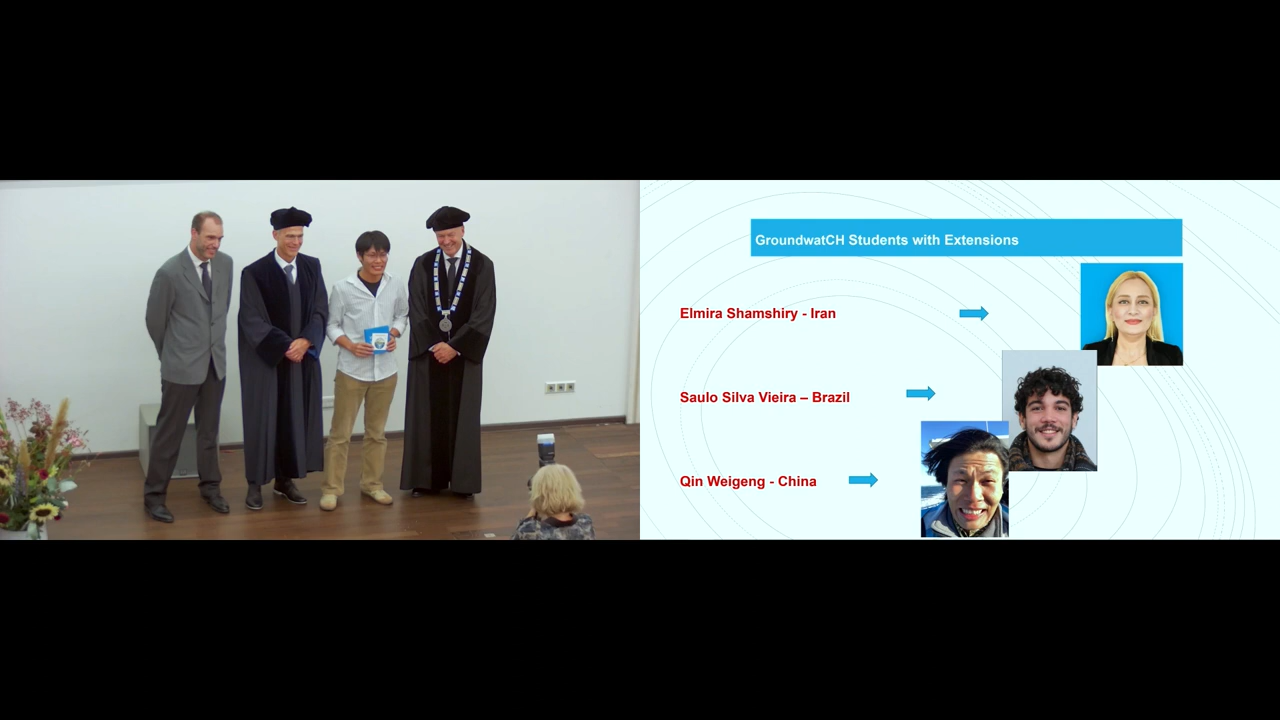 GroundwatCH Students with Extensions
Elmira Shamshiry - Iran
Saulo Silva Vieira – Brazil
Qin Weigeng - China